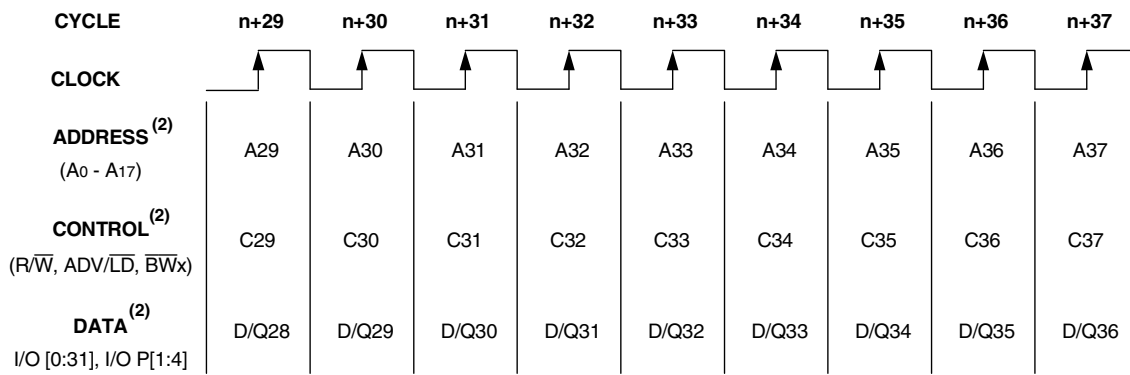 CYCLE n+29 n+30 n+31 n+32 n+33 n+34 n+35 n+36 n+37
CLOCK
ADDRESS(2) A29 A30 A31 A32 A33 A34 A35 A36 A37
(A0 - A17)
CONTROL(2) C29 C30 C31 C32 C33 C34 C35 C36 C37
(R/W̅, ADV/L̅D̅, B̅W̅x)
DATA(2) D/Q28 D/Q29 D/Q30 D/Q31 D/Q32 D/Q33 D/Q34 D/Q35 D/Q36
I/O [0:31], I/O P[1:4]